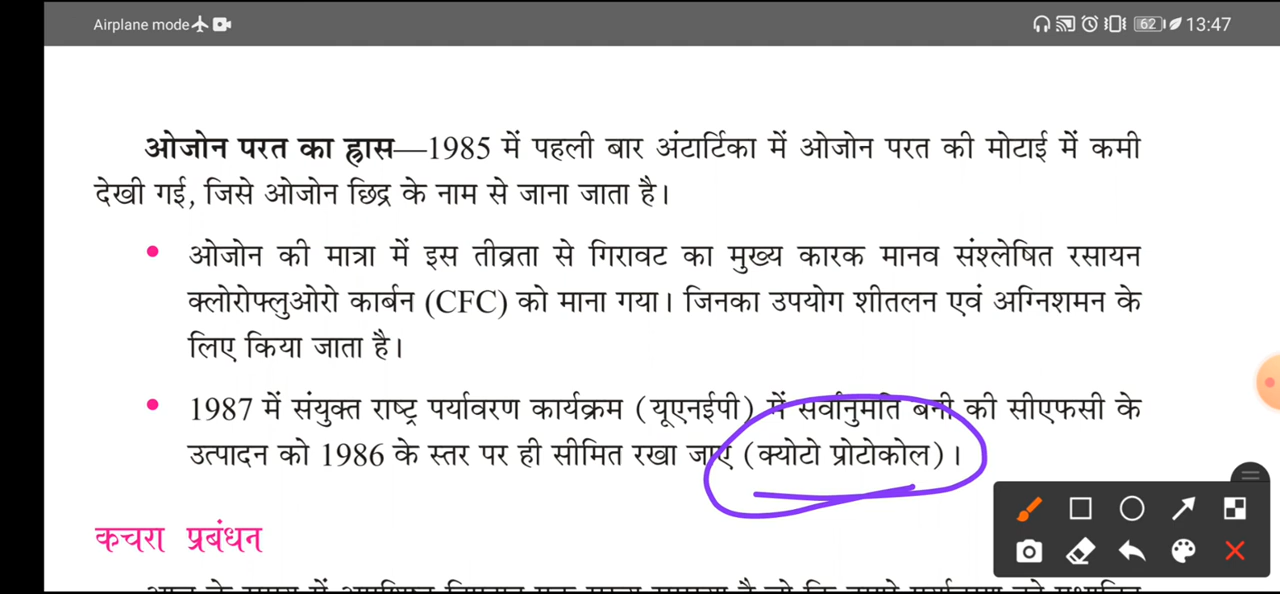 Airplane mode
62 13:47
ओजोन परत का ह्रास—1985 में पहली बार अंटार्टिका में ओजोन परत की मोटाई में कमी
देखी गई, जिसे ओजोन छिद्र के नाम से जाना जाता है।
• ओजोन की मात्रा में इस तीव्रता से गिरावट का मुख्य कारक मानव संश्लेषित रसायन
क्लोरोफ्लुओरो कार्बन (CFC) को माना गया। जिनका उपयोग शीतलन एवं अग्निशमन के
लिए किया जाता है।
• 1987 में संयुक्त राष्ट्र पर्यावरण कार्यक्रम (यूएनईपी) में सर्वानुमति बनी की सीएफसी के
उत्पादन को 1986 के स्तर पर ही सीमित रखा जाए (क्योटो प्रोटोकोल)।
कचरा प्रबंधन